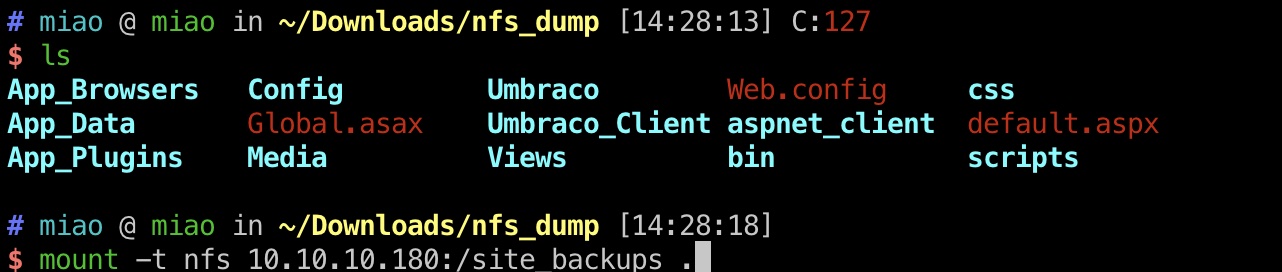 # miao @ miao in ~/Downloads/nfs_dump [14:28:13] C:127
$ ls
App_Browsers Config Umbraco Web.config css
App_Data Global.asax Umbraco_Client aspnet_client default.aspx
App_Plugins Media Views bin scripts
# miao @ miao in ~/Downloads/nfs_dump [14:28:18]
$ mount -t nfs 10.10.10.180:/site_backups .